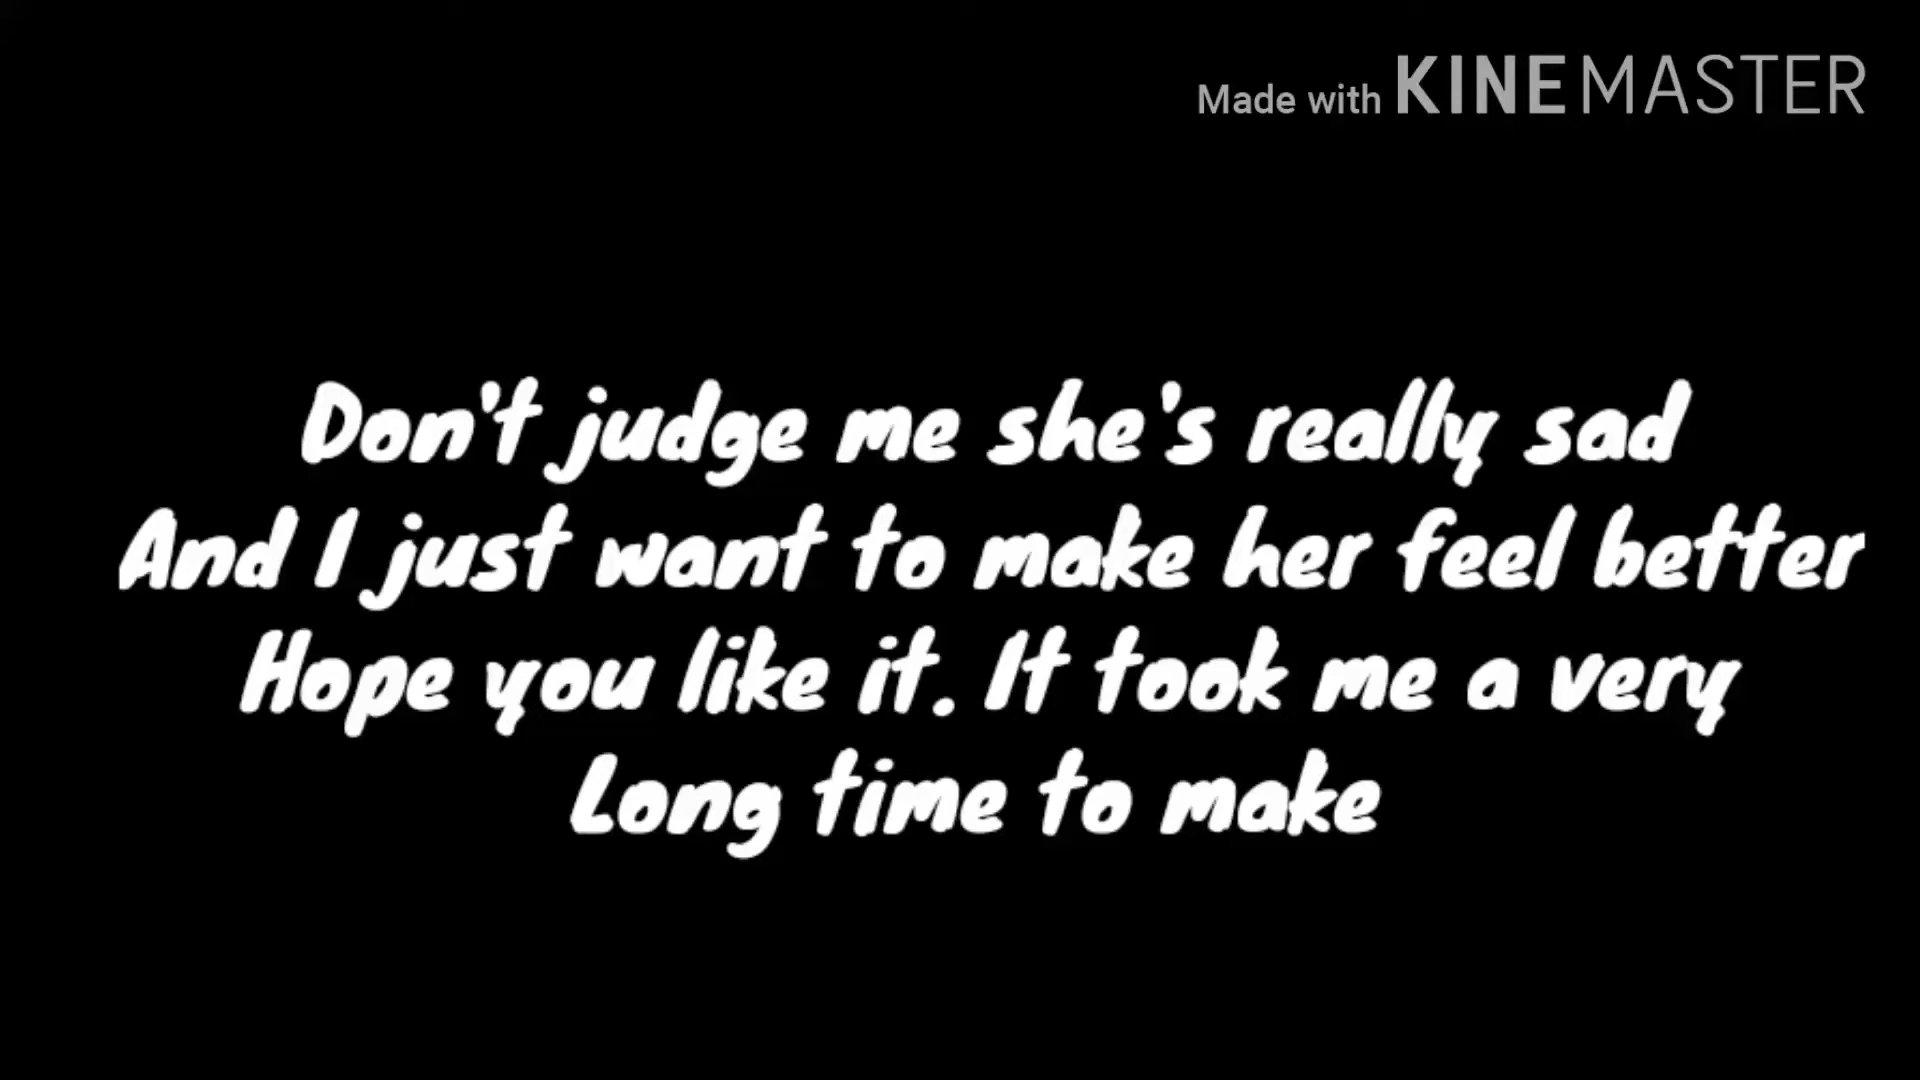 Made with KINEMASTER
Don't judge me she's really sad
And I just want to make her feel better
Hope you like it. It took me a very
Long time to make